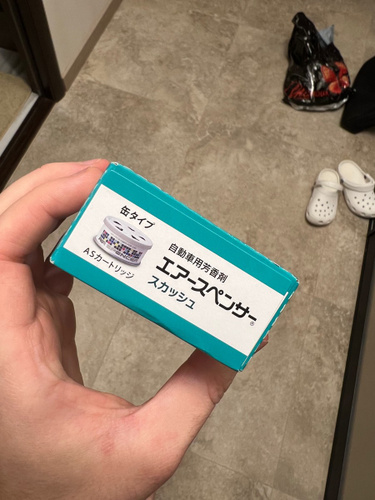 缶タイプ
ASカートリッジ
自動車用芳香剤
エアースペンサー®
スカッシュ